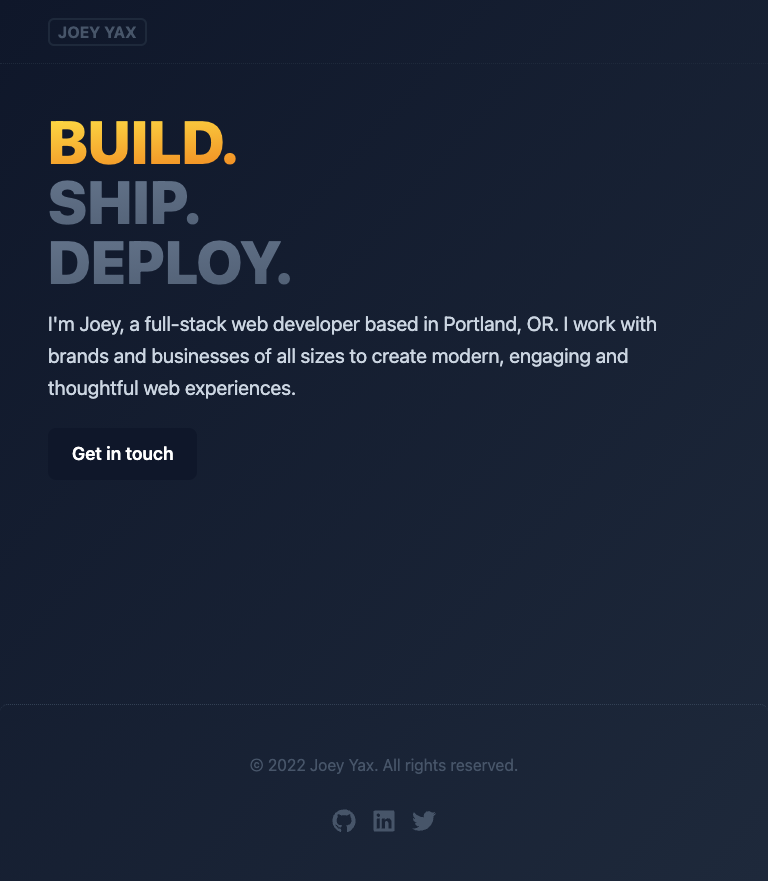 JOEY YAX
BUILD.
SHIP.
DEPLOY.
I'm Joey, a full-stack web developer based in Portland, OR. I work with
brands and businesses of all sizes to create modern, engaging and
thoughtful web experiences.
Get in touch
© 2022 Joey Yax. All rights reserved.
in